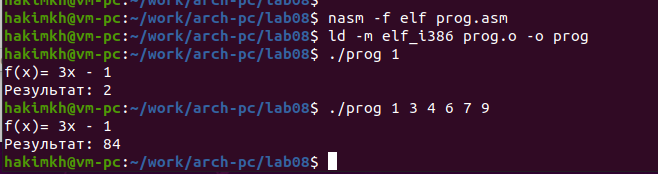 hakimkh@vm-pc:~/work/arch-pc/lab08$ nasm -f elf prog.asm
hakimkh@vm-pc:~/work/arch-pc/lab08$ ld -m elf_i386 prog.o -o prog
hakimkh@vm-pc:~/work/arch-pc/lab08$ ./prog 1
f(x)= 3x - 1
Результат: 2
hakimkh@vm-pc:~/work/arch-pc/lab08$ ./prog 1 3 4 6 7 9
f(x)= 3x - 1
Результат: 84
hakimkh@vm-pc:~/work/arch-pc/lab08$